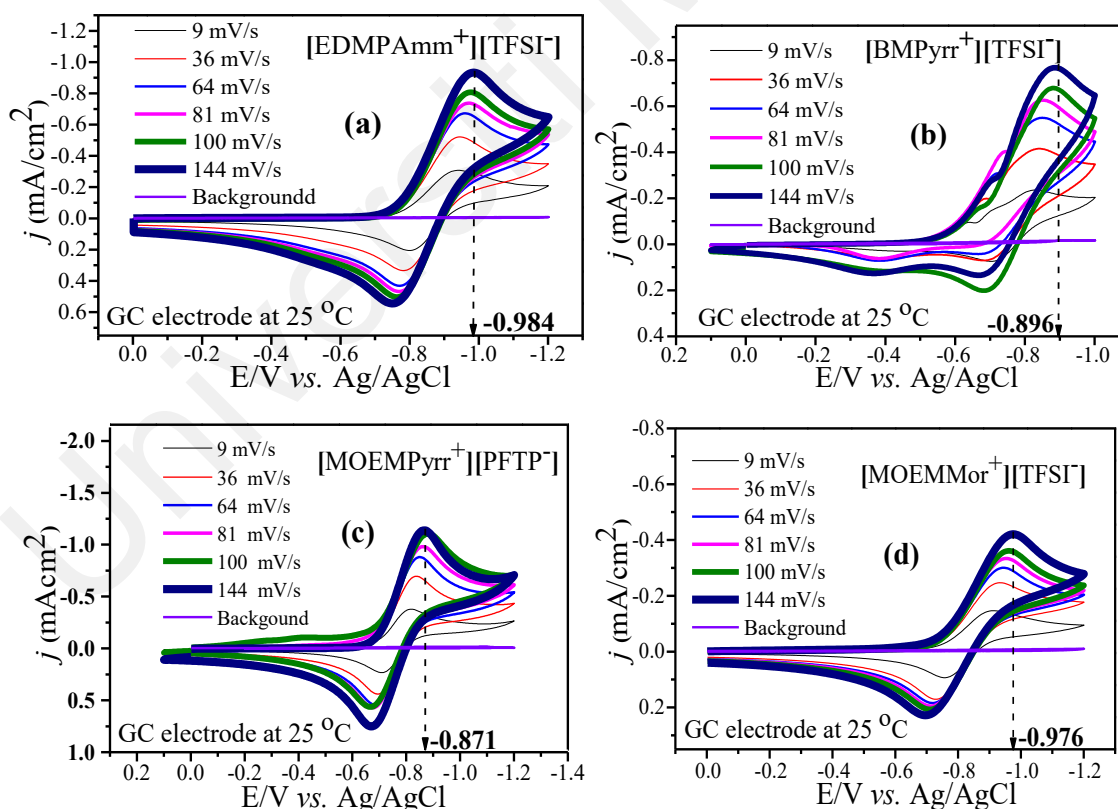 Universiti M
[EDMPAmm⁺][TFSI⁻]
9 mV/s
36 mV/s
64 mV/s
81 mV/s
100 mV/s
144 mV/s
Backgroundd
(a)
-1.2
-1.0
-0.8
-0.6
-0.4
-0.2
0.0
0.2
0.4
0.6
j (mA/cm²)
GC electrode at 25 °C
-0.984
0.0 -0.2 -0.4 -0.6 -0.8 -1.0 -1.2
E/V vs. Ag/AgCl
[BMPyrr⁺][TFSI⁻]
9 mV/s
36 mV/s
64 mV/s
81 mV/s
100 mV/s
144 mV/s
Backgroundd
(b)
-0.8
-0.6
-0.4
-0.2
0.0
0.2
0.4
j (mA/cm²)
GC electrode at 25 °C
-0.896
0.2 0.0 -0.2 -0.4 -0.6 -0.8 -1.0
E/V vs. Ag/AgCl
[MOEMPyrr⁺][PFTP⁻]
9 mV/s
36 mV/s
64 mV/s
81 mV/s
100 mV/s
144 mV/s
Background
(c)
-2.0
-1.5
-1.0
-0.5
0.0
0.5
1.0
j (mAcm²)
GC electrode at 25 °C
-0.871
0.2 0.0 -0.2 -0.4 -0.6 -0.8 -1.0 -1.2 -1.4
E/V vs. Ag/AgCl
[MOEMMor⁺][TFSI⁻]
9 mV/s
36 mV/s
64 mV/s
81 mV/s
100 mV/s
144 mV/s
Background
(d)
-0.8
-0.6
-0.4
-0.2
0.0
0.2
j (mA/cm²)
GC electrode at 25 °C
-0.976
0.0 -0.2 -0.4 -0.6 -0.8 -1.0 -1.2
E/V vs. Ag/AgCl